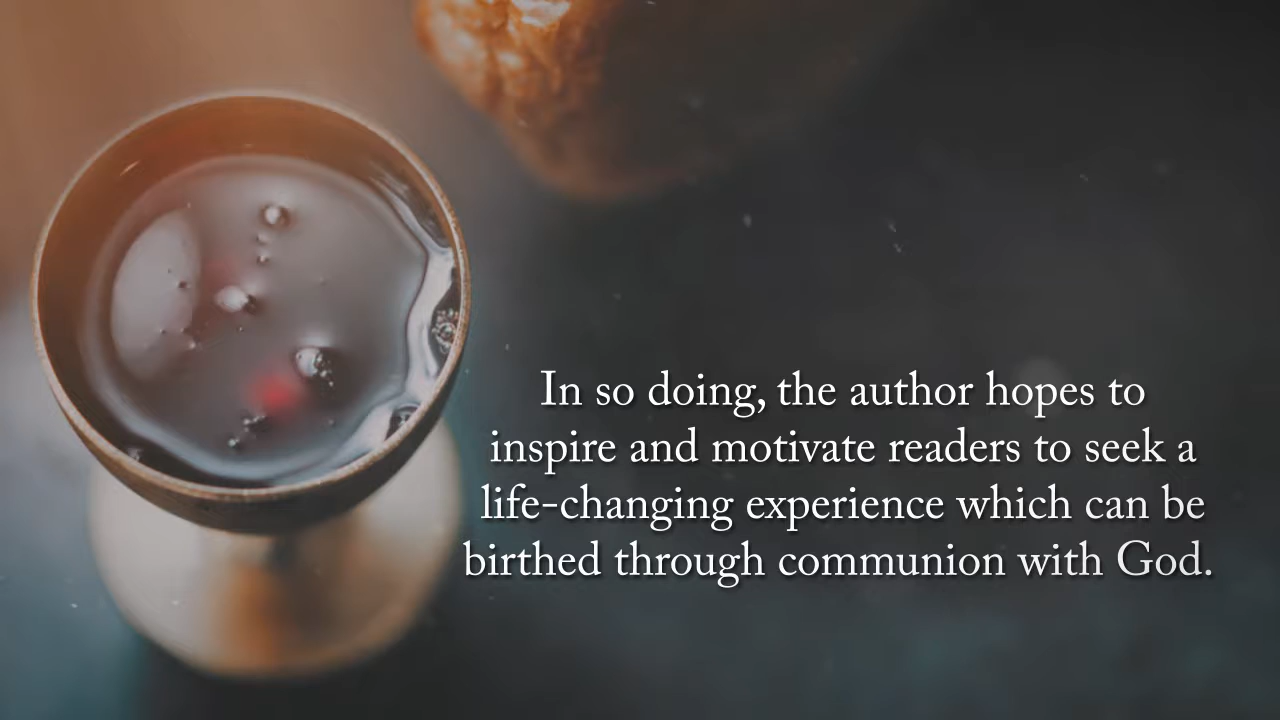 In so doing, the author hopes to
inspire and motivate readers to seek a
life-changing experience which can be
birthed through communion with God.